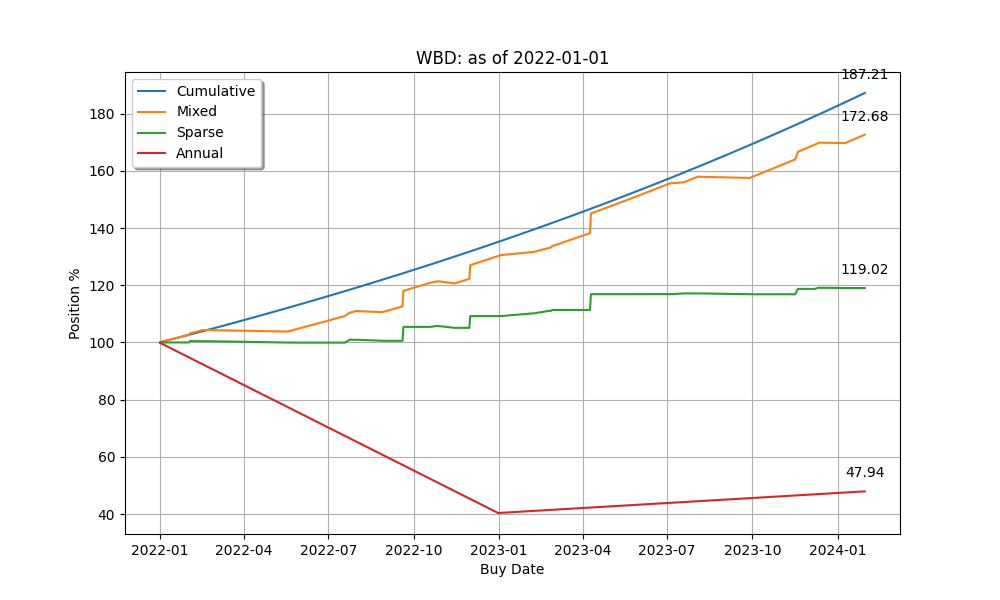 WBD: as of 2022-01-01
187.21
172.68
119.02
47.94
Cumulative
Mixed
Sparse
Annual
Position %
180
160
140
120
100
80
60
40
2022-01 2022-04 2022-07 2022-10 2023-01 2023-04 2023-07 2023-10 2024-01
Buy Date